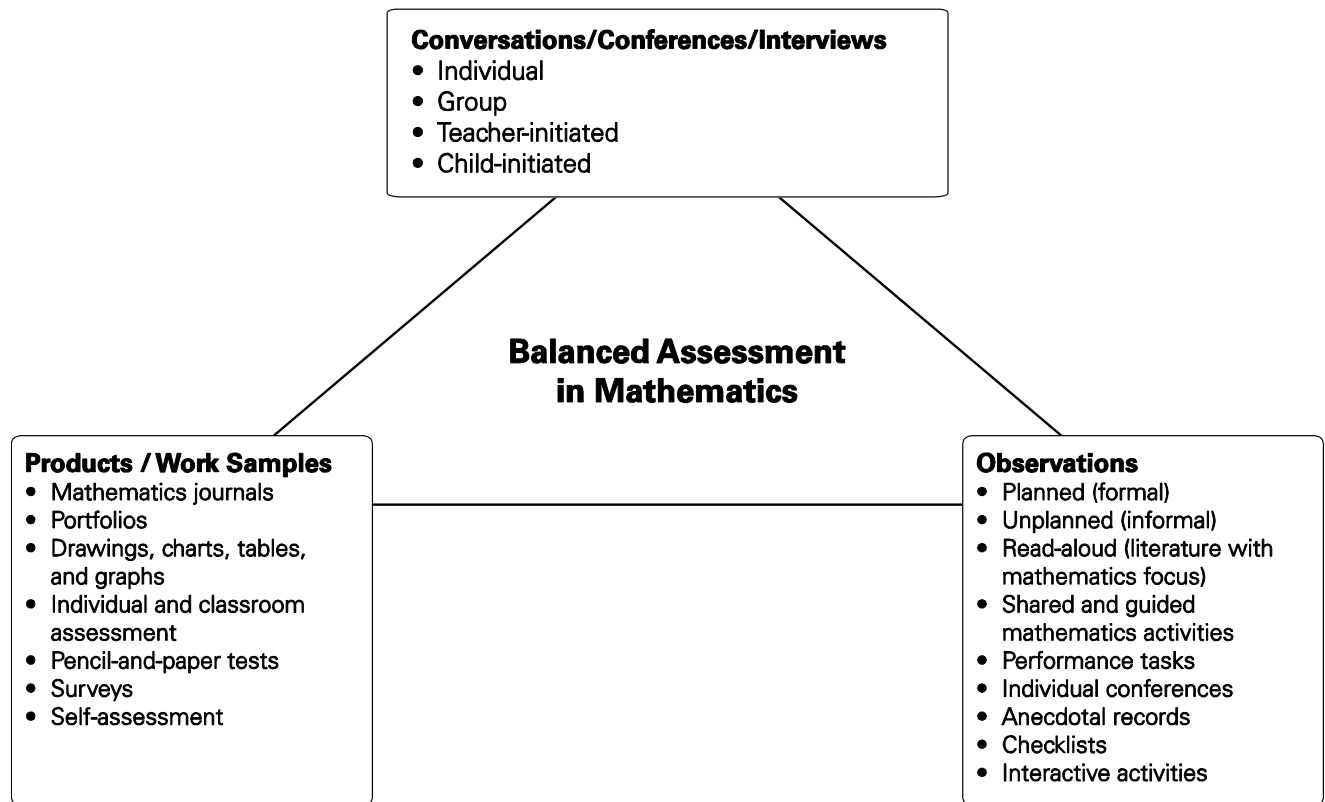 Conversations/Conferences/Interviews
• Individual
• Group
• Teacher-initiated
• Child-initiated
Balanced Assessment
in Mathematics
Products / Work Samples
• Mathematics journals
• Portfolios
• Drawings, charts, tables,
and graphs
• Individual and classroom
assessment
• Pencil-and-paper tests
• Surveys
• Self-assessment
Observations
• Planned (formal)
• Unplanned (informal)
• Read-aloud (literature with
mathematics focus)
• Shared and guided
mathematics activities
• Performance tasks
• Individual conferences
• Anecdotal records
• Checklists
• Interactive activities